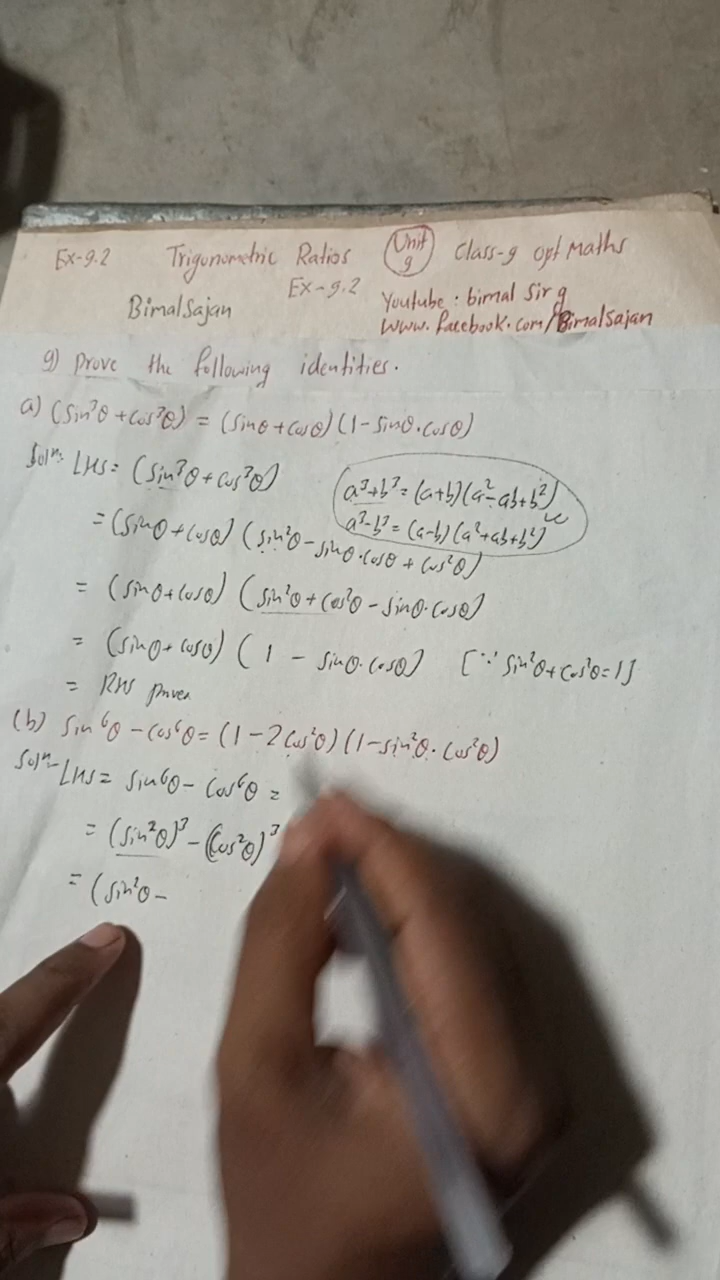 Ex-9.2 Trigonometric Ratios Unit 9 Class-9 opt Maths
Ex-9.2
BimalSajan Youtube: bimal Sir g
www.facebook.com/Bimalsajan
9) Prove the following identities.
a) (sin³θ + cos³θ) = (sinθ + cosθ) (1 - sinθ.cosθ)
Solⁿ: LHS = (sin³θ + cos³θ)
a³+b³ = (a+b)(a²-ab+b²)
a³-b³ = (a-b)(a²+ab+b²)
= (sinθ + cosθ) (sin²θ - sinθ.cosθ + cos²θ)
= (sinθ + cosθ) (sin²θ + cos²θ - sinθ.cosθ)
= (sinθ + cosθ) (1 - sinθ.cosθ) [∵ sin²θ + cos²θ = 1]
= RHS proven
(b) sin⁶θ - cos⁶θ = (1 - 2cos²θ) (1 - sin²θ.cos²θ)
Solⁿ- LHS = sin⁶θ - cos⁶θ =
= (sin²θ)³ - (cos²θ)³
= (sin²θ -